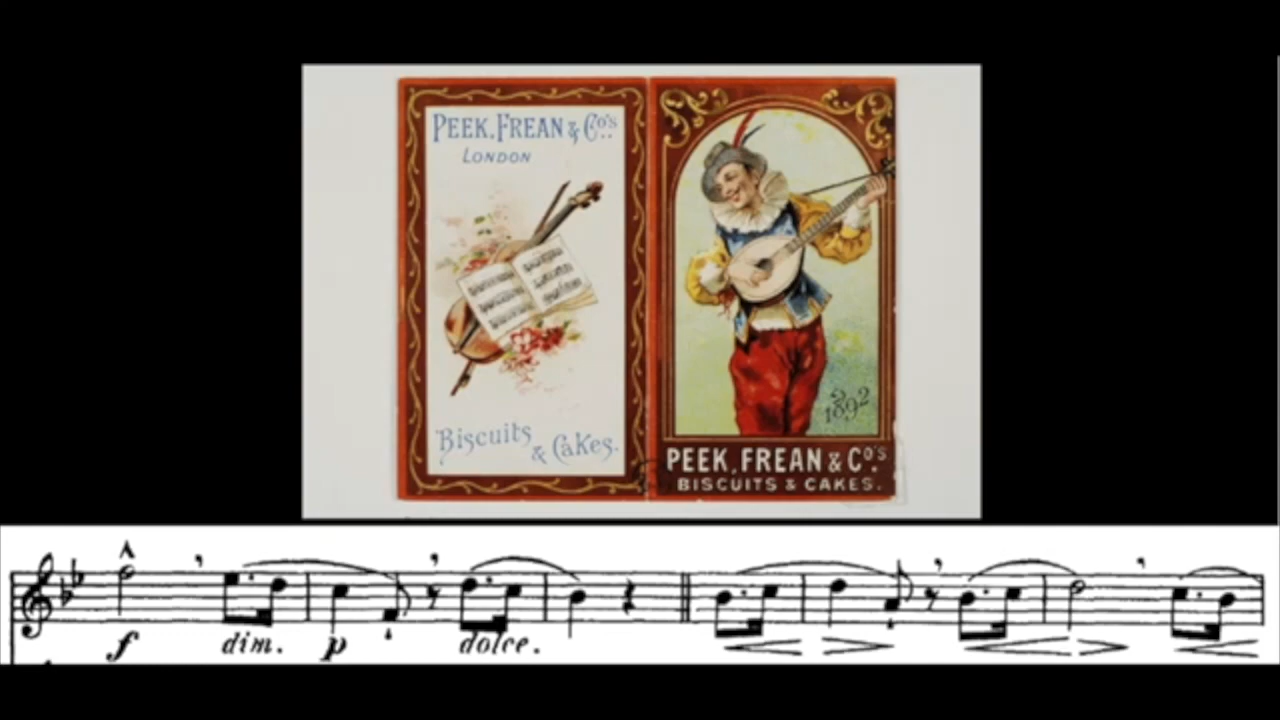 PEEK, FREAN & Co's.
LONDON
Biscuits
& Cakes.
1892
PEEK, FREAN & Co's.
BISCUITS & CAKES.
f dim. p dolce.